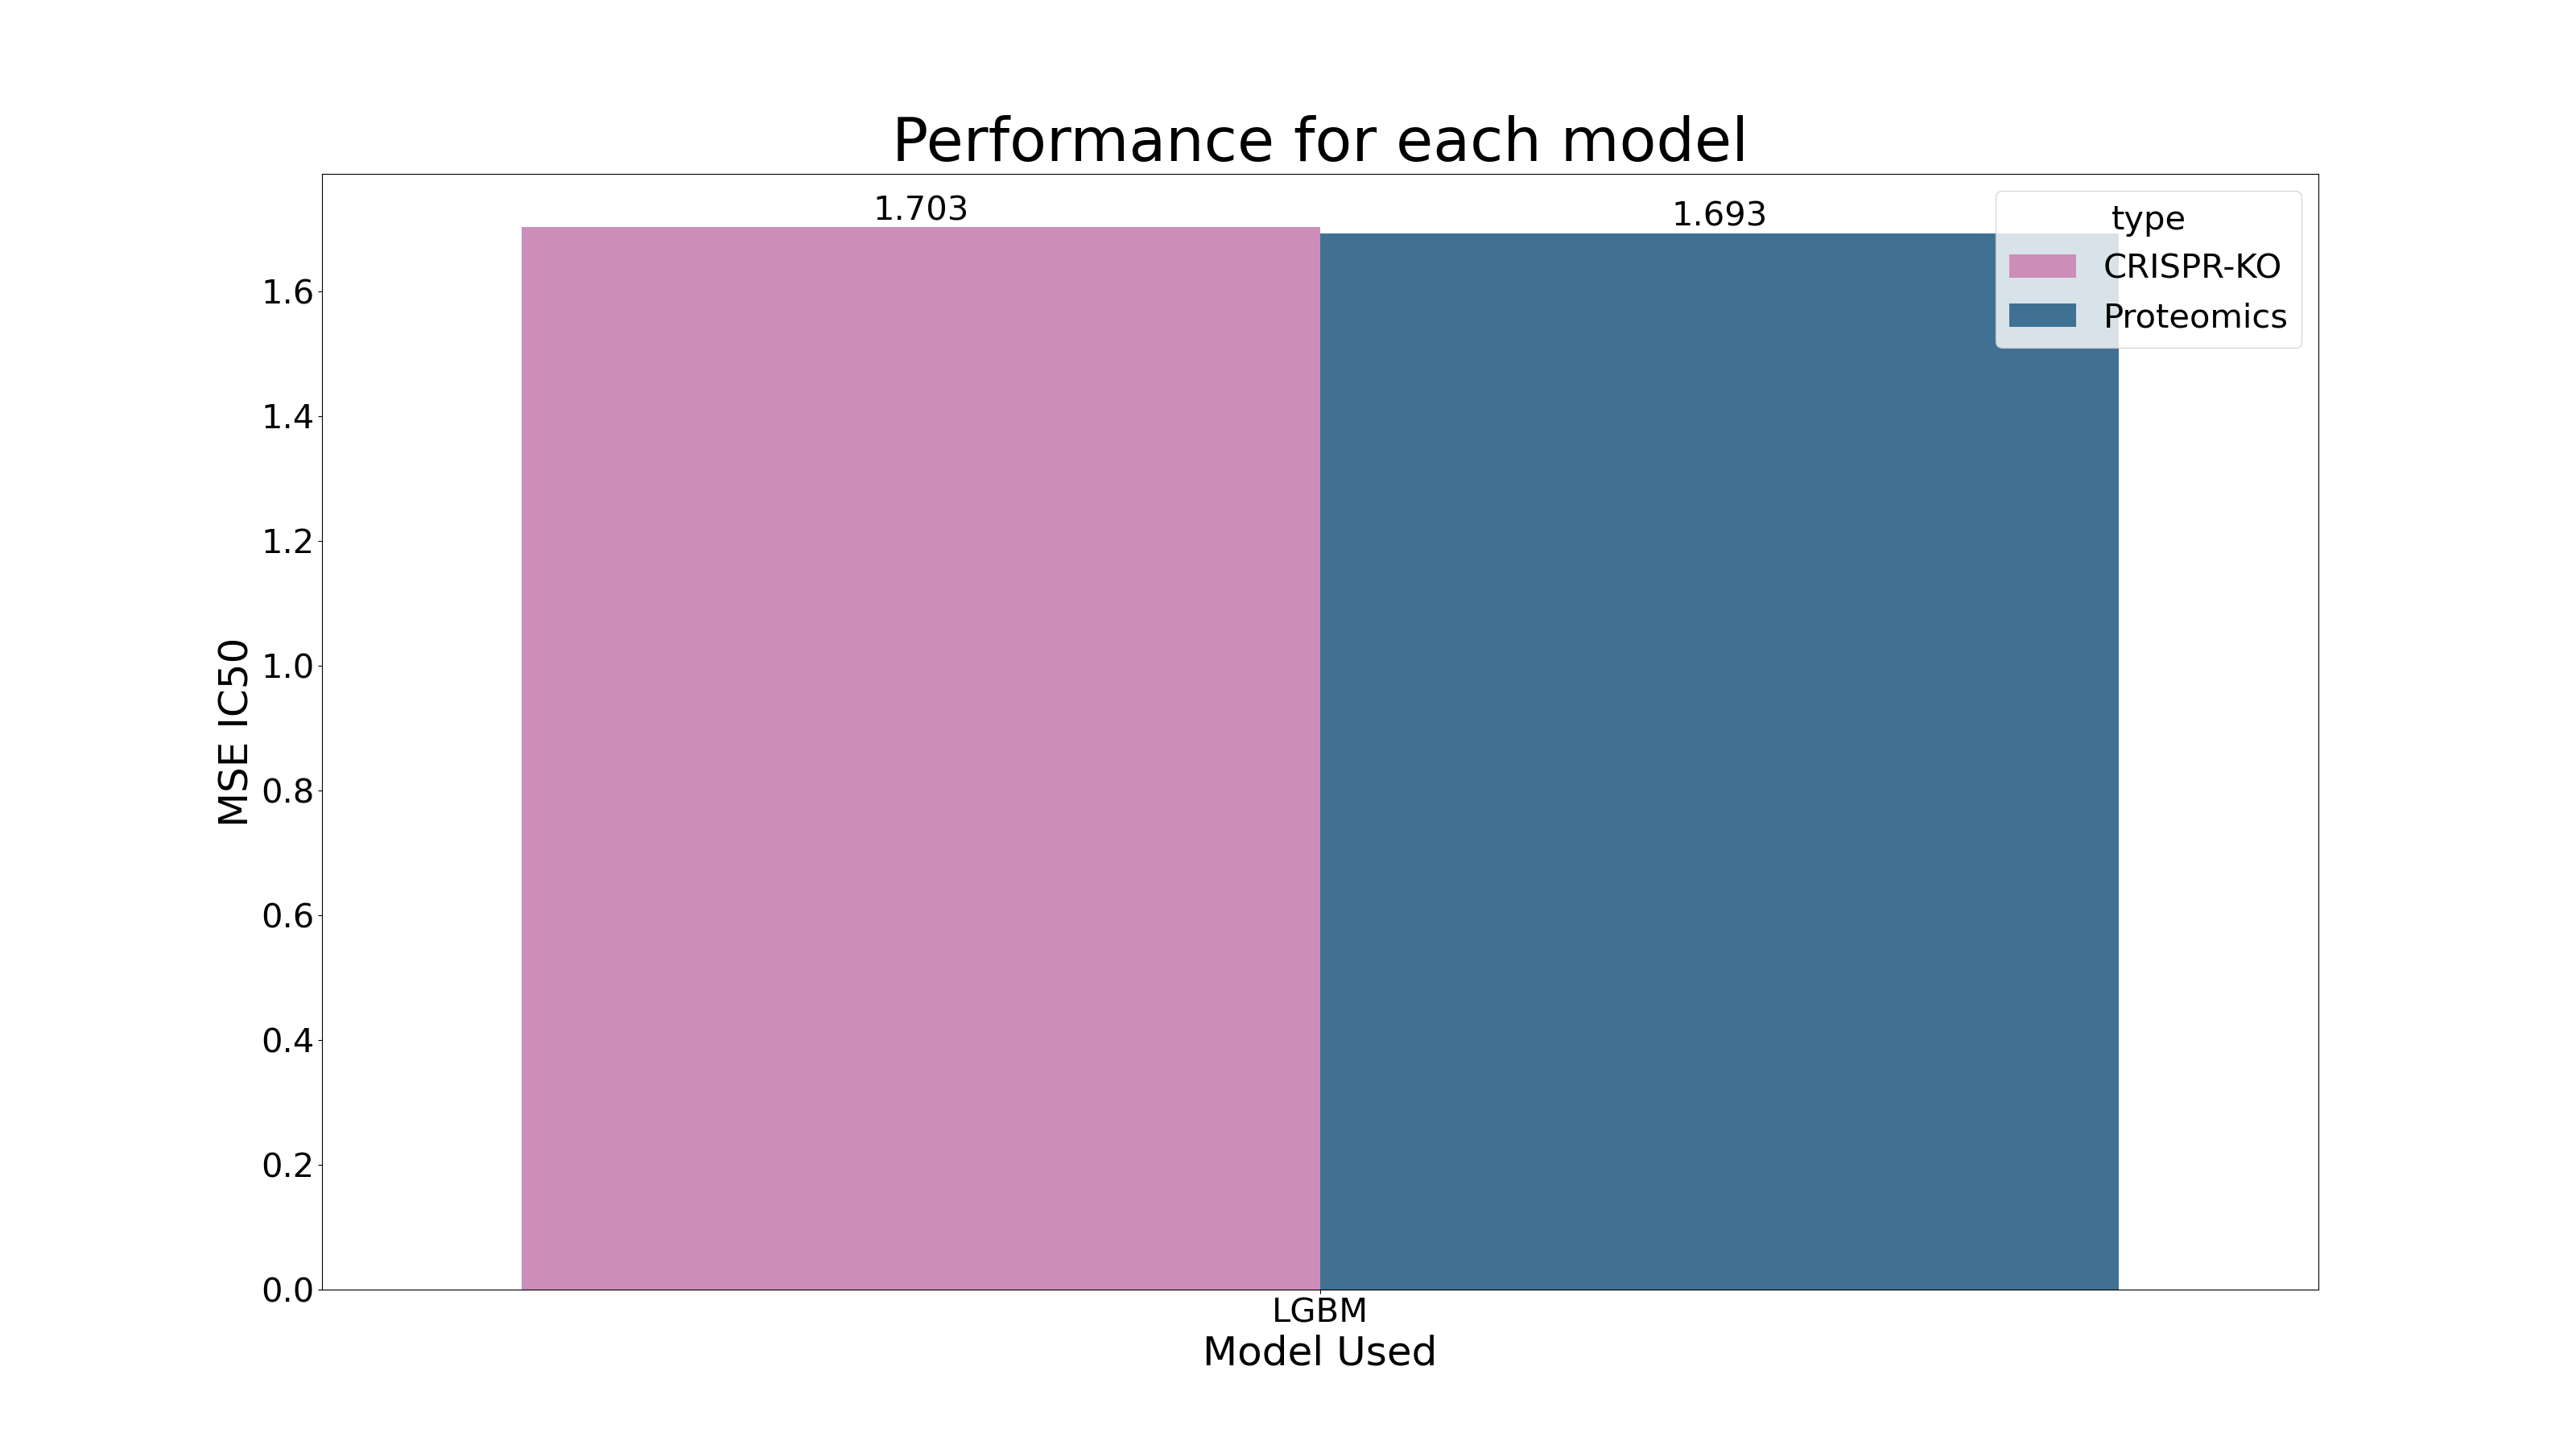 Performance for each model
1.703
1.693
type
CRISPR-KO
Proteomics
1.6
1.4
1.2
1.0
0.8
0.6
0.4
0.2
0.0
MSE IC50
LGBM
Model Used